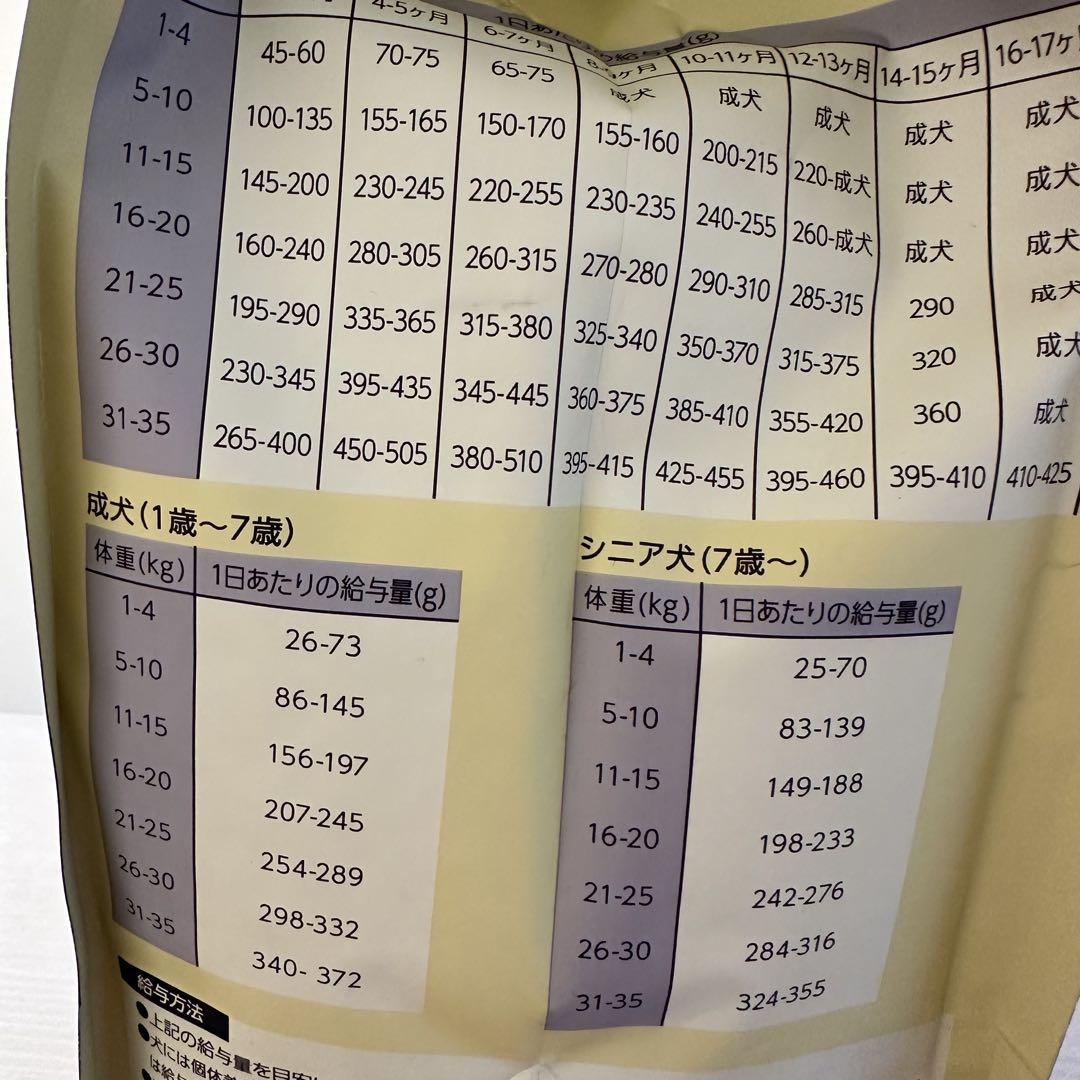 1日あたりの給与量(g)
4-5ヶ月 6-7ヶ月 8-9ヶ月 10-11ヶ月 12-13ヶ月 14-15ヶ月 16-17ヶ
1-4 45-60 70-75 65-75 成犬 成犬 成犬 成犬 成犬
5-10 100-135 155-165 150-170 155-160 200-215 220-成犬 成犬 成犬
11-15 145-200 230-245 220-255 230-235 240-255 260-成犬 成犬 成犬
16-20 160-240 280-305 260-315 270-280 290-310 285-315 290 成犬
21-25 195-290 335-365 315-380 325-340 350-370 315-375 320 成犬
26-30 230-345 395-435 345-445 360-375 385-410 355-420 360 成犬
31-35 265-400 450-505 380-510 395-415 425-455 395-460 395-410 410-425
成犬(1歳〜7歳)
体重(kg) 1日あたりの給与量(g)
1-4 26-73
5-10 86-145
11-15 156-197
16-20 207-245
21-25 254-289
26-30 298-332
31-35 340- 372
シニア犬(7歳〜)
体重(kg) 1日あたりの給与量(g)
1-4 25-70
5-10 83-139
11-15 149-188
16-20 198-233
21-25 242-276
26-30 284-316
31-35 324-355
給与方法
●上記の給与量を目安
●犬には個体
は給与